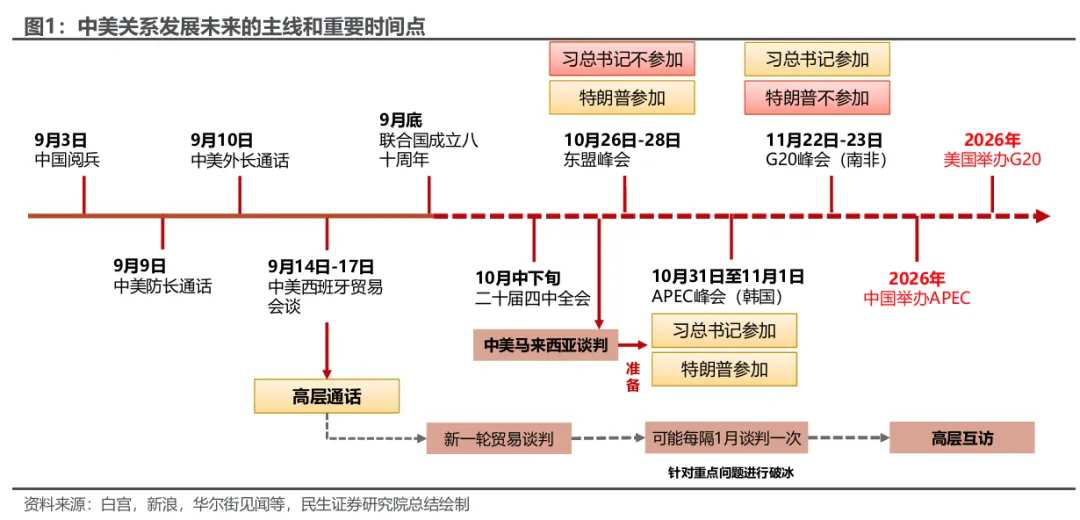 图1：中美关系发展未来的主线和重要时间点
习总书记不参加
特朗普参加
习总书记参加
特朗普不参加
9月3日
中国阅兵
9月10日
中美外长通话
9月底
联合国成立八
十周年
10月26日-28日
东盟峰会
11月22日-23日
G20峰会（南非）
2026年
美国举办G20
9月9日
中美防长通话
9月14日-17日
中美西班牙贸易
会谈
10月中下旬
二十届四中全会
10月31日至11月1日
APEC峰会（韩国）
2026年
中国举办APEC
中美马来西亚谈判
准
备
习总书记参加
特朗普参加
高层通话
新一轮贸易谈判
可能每隔1月谈判一次
高层互访
针对重点问题进行破冰
资料来源：白宫，新浪，华尔街见闻等，民生证券研究院总结绘制